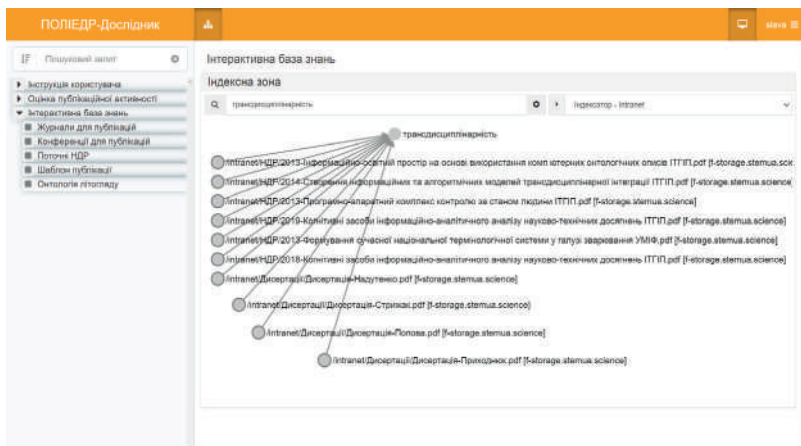 ПОЛІЕДР-Дослідник
slava
Пошуковий запит
Інтерактивна база знань
Інструкція користувача
Оцінка публікаційної активності
Інтерактивна база знань
Журнали для публікацій
Конференції для публікацій
Поточні НДР
Шаблон публікації
Онтологія літогляду
Індексна зона
трансдисциплінарність
Індексатор - Intranet
трансдисциплінарність
/intranet/НДР/2013-Інформаційно-освітній простір на основі використання комп ютерних онтологічних описів ІТГІП.pdf [f-storage.stemua.scie
/intranet/НДР/2014-Створення інформаційних та алгоритмічних моделей трансдисциплінарної інтеграції ІТГІП.pdf [f-storage.stemua.science]
/intranet/НДР/2013-Програмно-апаратний комплекс контролю за станом людини ІТГІП.pdf [f-storage.stemua.science]
/intranet/НДР/2019-Когнітивні засоби інформаційно-аналітичного аналізу науково-технічних досягнень ІТГІП.pdf [f-storage.stemua.science]
/intranet/НДР/2013-Формування сучасної національної термінологічної системи у галузі зварювання УМІФ.pdf [f-storage.stemua.science]
/intranet/НДР/2018-Когнітивні засоби інформаційно-аналітичного аналізу науково-технічних досягнень ІТГІП.pdf [f-storage.stemua.science]
/intranet/Дисертації/Дисертація-Надутенко.pdf [f-storage.stemua.science]
/intranet/Дисертації/Дисертація-Стрижак.pdf [f-storage.stemua.science]
/intranet/Дисертації/Дисертація-Попова.pdf [f-storage.stemua.science]
/intranet/Дисертації/Дисертація-Приходнюк.pdf [f-storage.stemua.science]